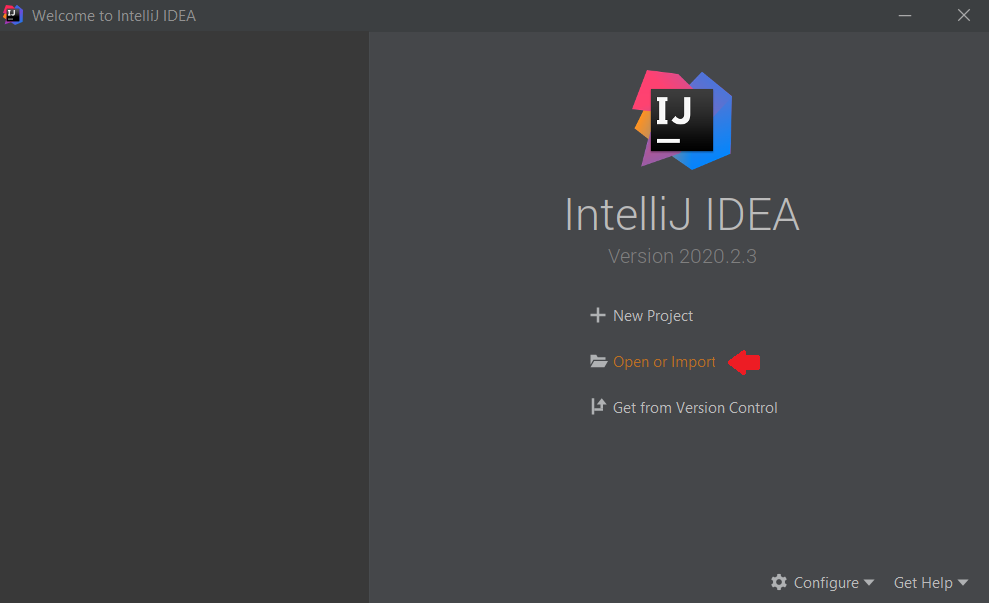 Welcome to IntelliJ IDEA
IJ
IntelliJ IDEA
Version 2020.2.3
New Project
Open or Import
Get from Version Control
Configure
Get Help